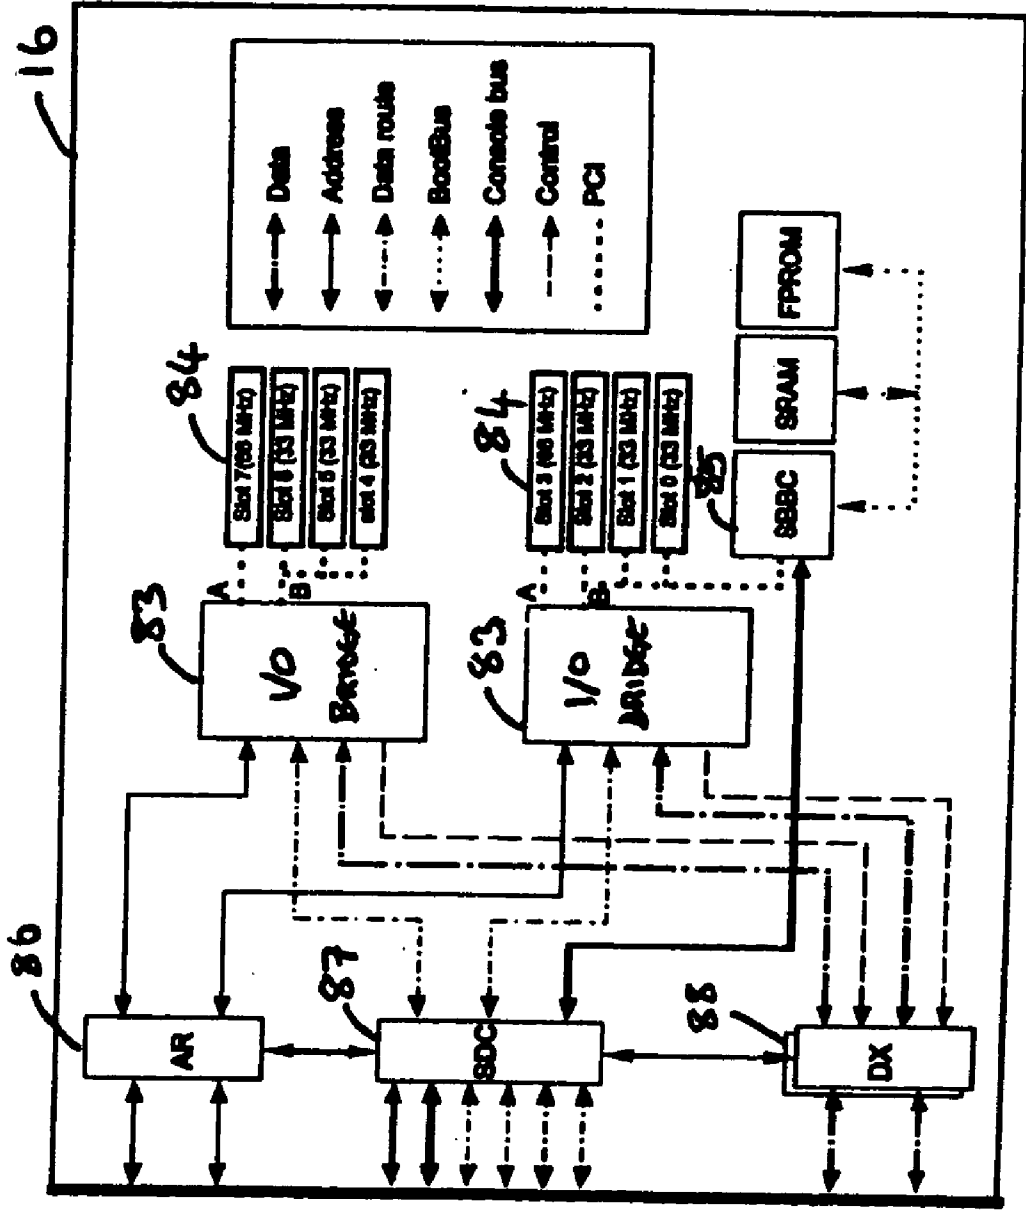 16
Data
Address
Data route
BootBus
Console bus
Control
PCI
84
Slot 7(66 MHz)
Slot 6 (33 MHz)
Slot 5 (33 MHz)
slot 4 (33 MHz)
A
B
83
I/O
BRIDGE
84
Slot 3 (66 MHz)
Slot 2 (33 MHz)
Slot 1 (33 MHz)
Slot 0 (33 MHz)
A
B
83
I/O
BRIDGE
85
SBBC
SRAM
FPROM
86
AR
87
SDC
88
DX